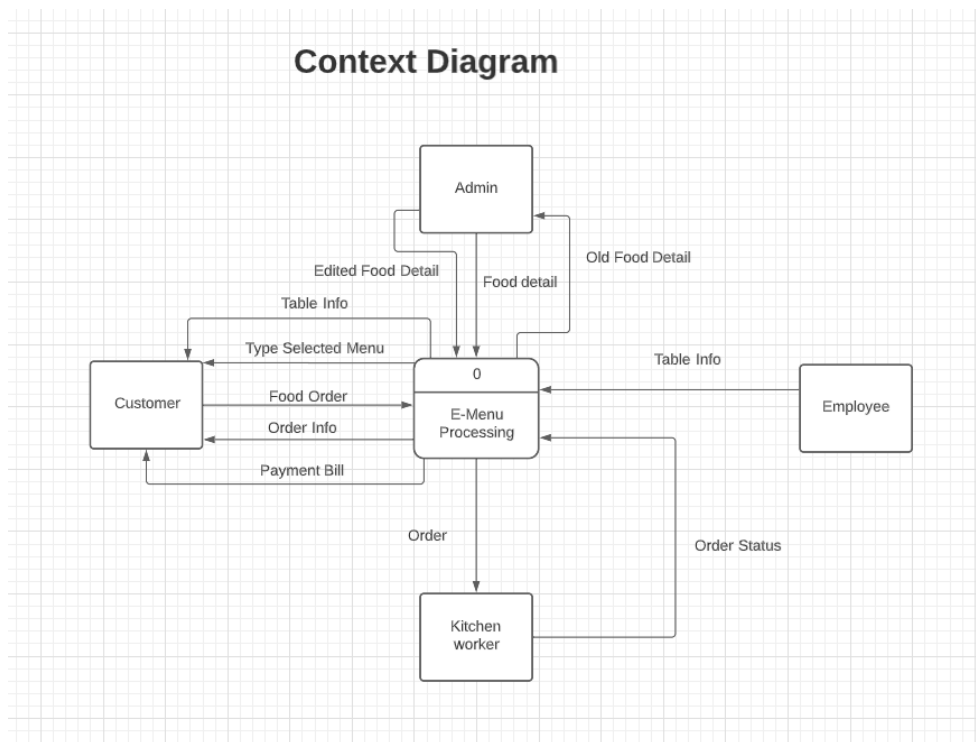 Context Diagram
Admin
Edited Food Detail
Food detail
Old Food Detail
Table Info
Type Selected Menu
Customer
Food Order
Order Info
Payment Bill
0
E-Menu
Processing
Table Info
Employee
Order
Order Status
Kitchen
worker